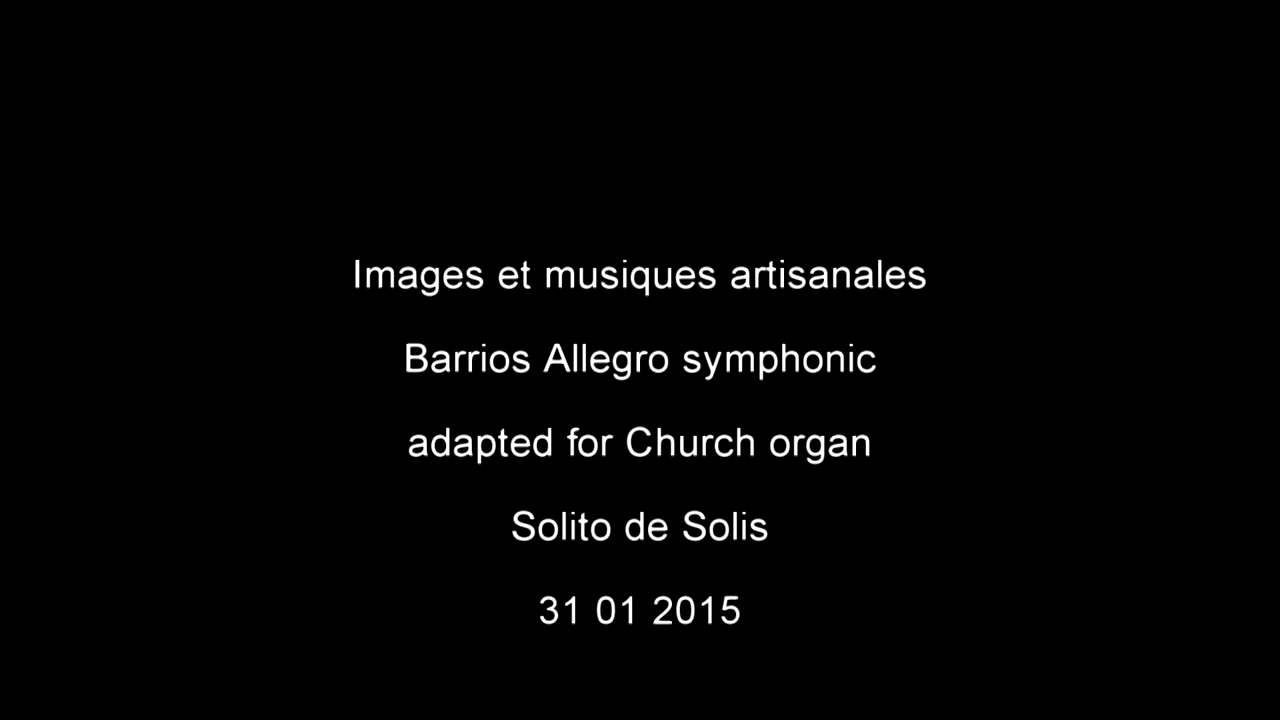 Images et musiques artisanales
Barrios Allegro symphonic
adapted for Church organ
Solito de Solis
31 01 2015